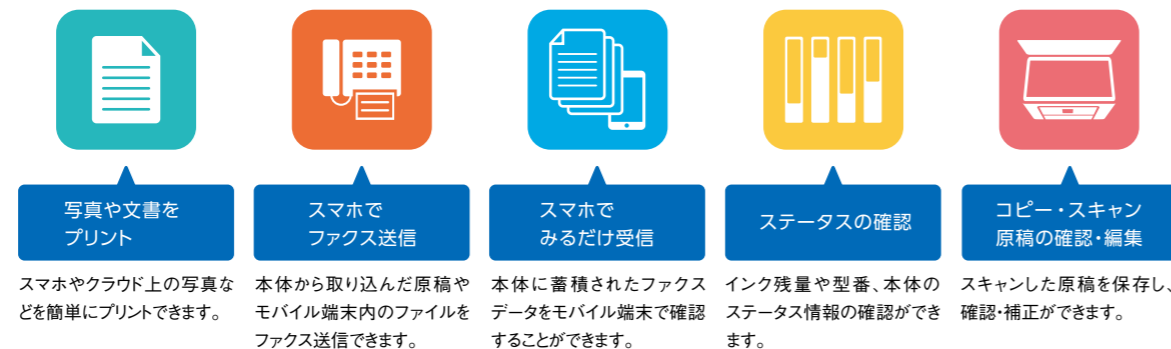 写真や文書を
プリント
スマホやクラウド上の写真な
どを簡単にプリントできます。
スマホで
ファクス送信
本体から取り込んだ原稿や
モバイル端末内のファイルを
ファクス送信できます。
スマホで
みるだけ受信
本体に蓄積されたファクス
データをモバイル端末で確認
することができます。
ステータスの確認
インク残量や型番、本体の
ステータス情報の確認ができ
ます。
コピー・スキャン
原稿の確認・編集
スキャンした原稿を保存し、
確認・補正ができます。